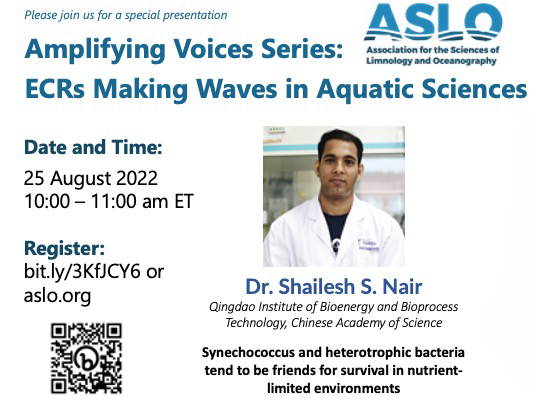 Please join us for a special presentation
ASLO
Association for the Sciences of
Limnology and Oceanography
Amplifying Voices Series:
ECRs Making Waves in Aquatic Sciences
Date and Time:
25 August 2022
10:00 – 11:00 am ET
Register:
bit.ly/3KfJCY6 or
aslo.org
Dr. Shailesh S. Nair
Qingdao Institute of Bioenergy and Bioprocess
Technology, Chinese Academy of Science
Synechococcus and heterotrophic bacteria
tend to be friends for survival in nutrient-
limited environments